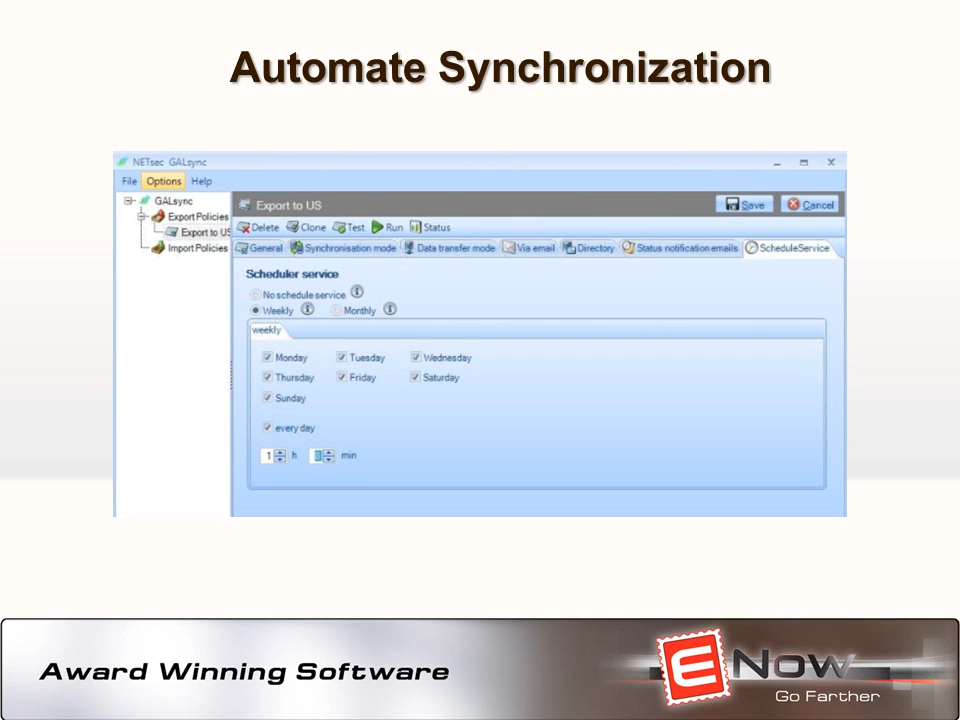 Automate Synchronization
NETsec GALsync
File Options Help
GALsync
Export Policies
Export to US
Import Policies
Export to US
Save Cancel
Delete Clone Test Run Status
General Synchronisation mode Data transfer mode Via email Directory Status notification emails ScheduleService
Scheduler service
No schedule service
Weekly Monthly
weekly
Monday Tuesday Wednesday
Thursday Friday Saturday
Sunday
every day
1 h min
Award Winning Software
ENow
Go Farther